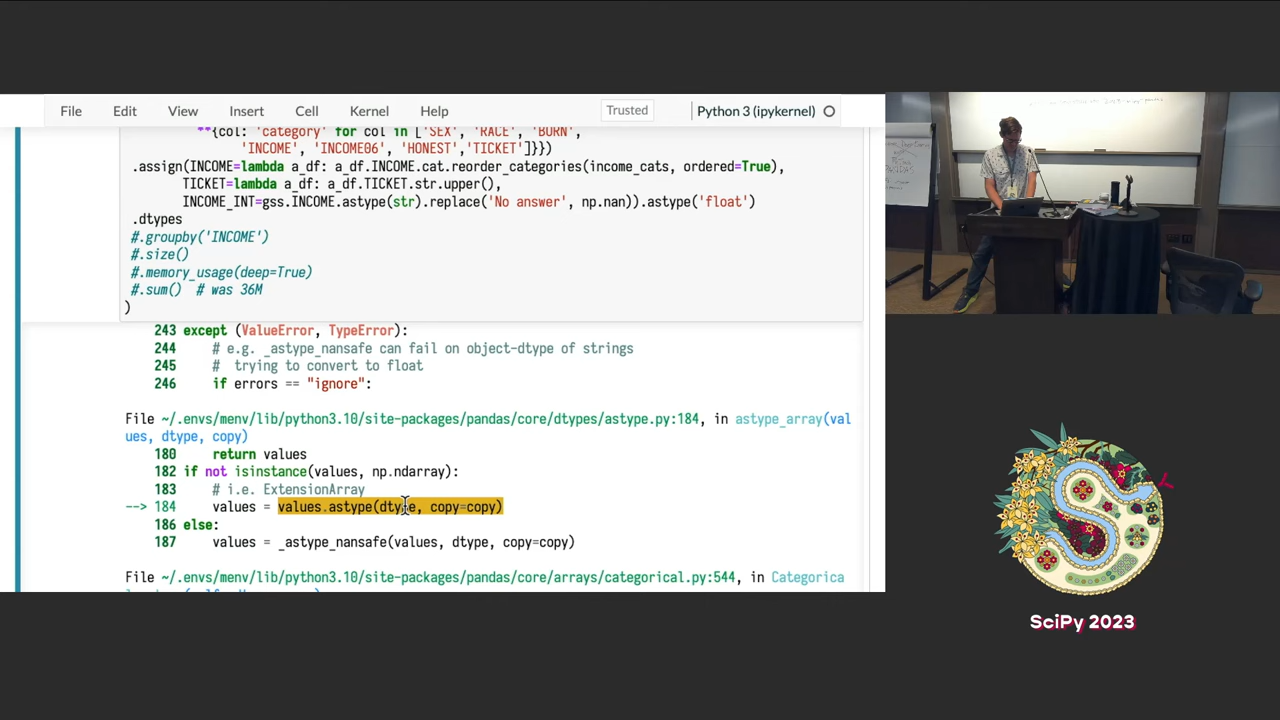 File Edit View Insert Cell Kernel Help Trusted Python 3 (ipykernel)
**{col: 'category' for col in ['SEX', 'RACE', 'BORN',
'INCOME', 'INCOME06', 'HONEST','TICKET']}})
.assign(INCOME=lambda a_df: a_df.INCOME.cat.reorder_categories(income_cats, ordered=True),
TICKET=lambda a_df: a_df.TICKET.str.upper(),
INCOME_INT=gss.INCOME.astype(str).replace('No answer', np.nan)).astype('float')
.dtypes
#.groupby('INCOME')
#.size()
#.memory_usage(deep=True)
#.sum() # was 36M
)
243 except (ValueError, TypeError):
244 # e.g. _astype_nansafe can fail on object-dtype of strings
245 # trying to convert to float
246 if errors == "ignore":
File ~/.envs/menv/lib/python3.10/site-packages/pandas/core/dtypes/astype.py:184, in astype_array(val
ues, dtype, copy)
180 return values
182 if not isinstance(values, np.ndarray):
183 # i.e. ExtensionArray
--> 184 values = values.astype(dtype, copy=copy)
186 else:
187 values = _astype_nansafe(values, dtype, copy=copy)
File ~/.envs/menv/lib/python3.10/site-packages/pandas/core/arrays/categorical.py:544, in Categorica
SciPy 2023